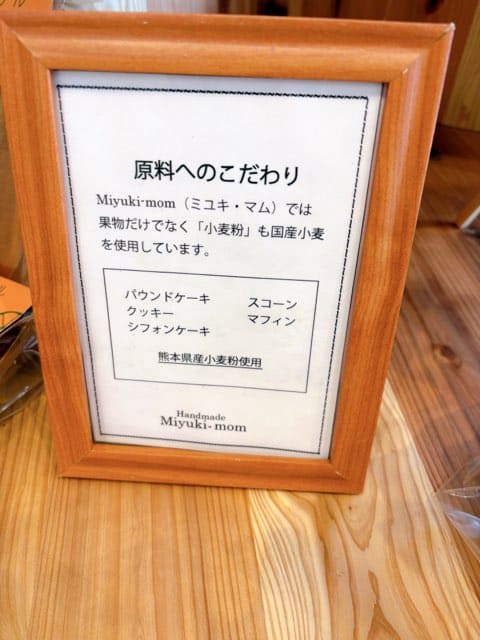 原料へのこだわり
Miyuki-mom（ミユキ・マム）では
果物だけでなく「小麦粉」も国産小麦
を使用しています。
パウンドケーキ スコーン
クッキー マフィン
シフォンケーキ
熊本県産小麦粉使用
Handmade
Miyuki・mom